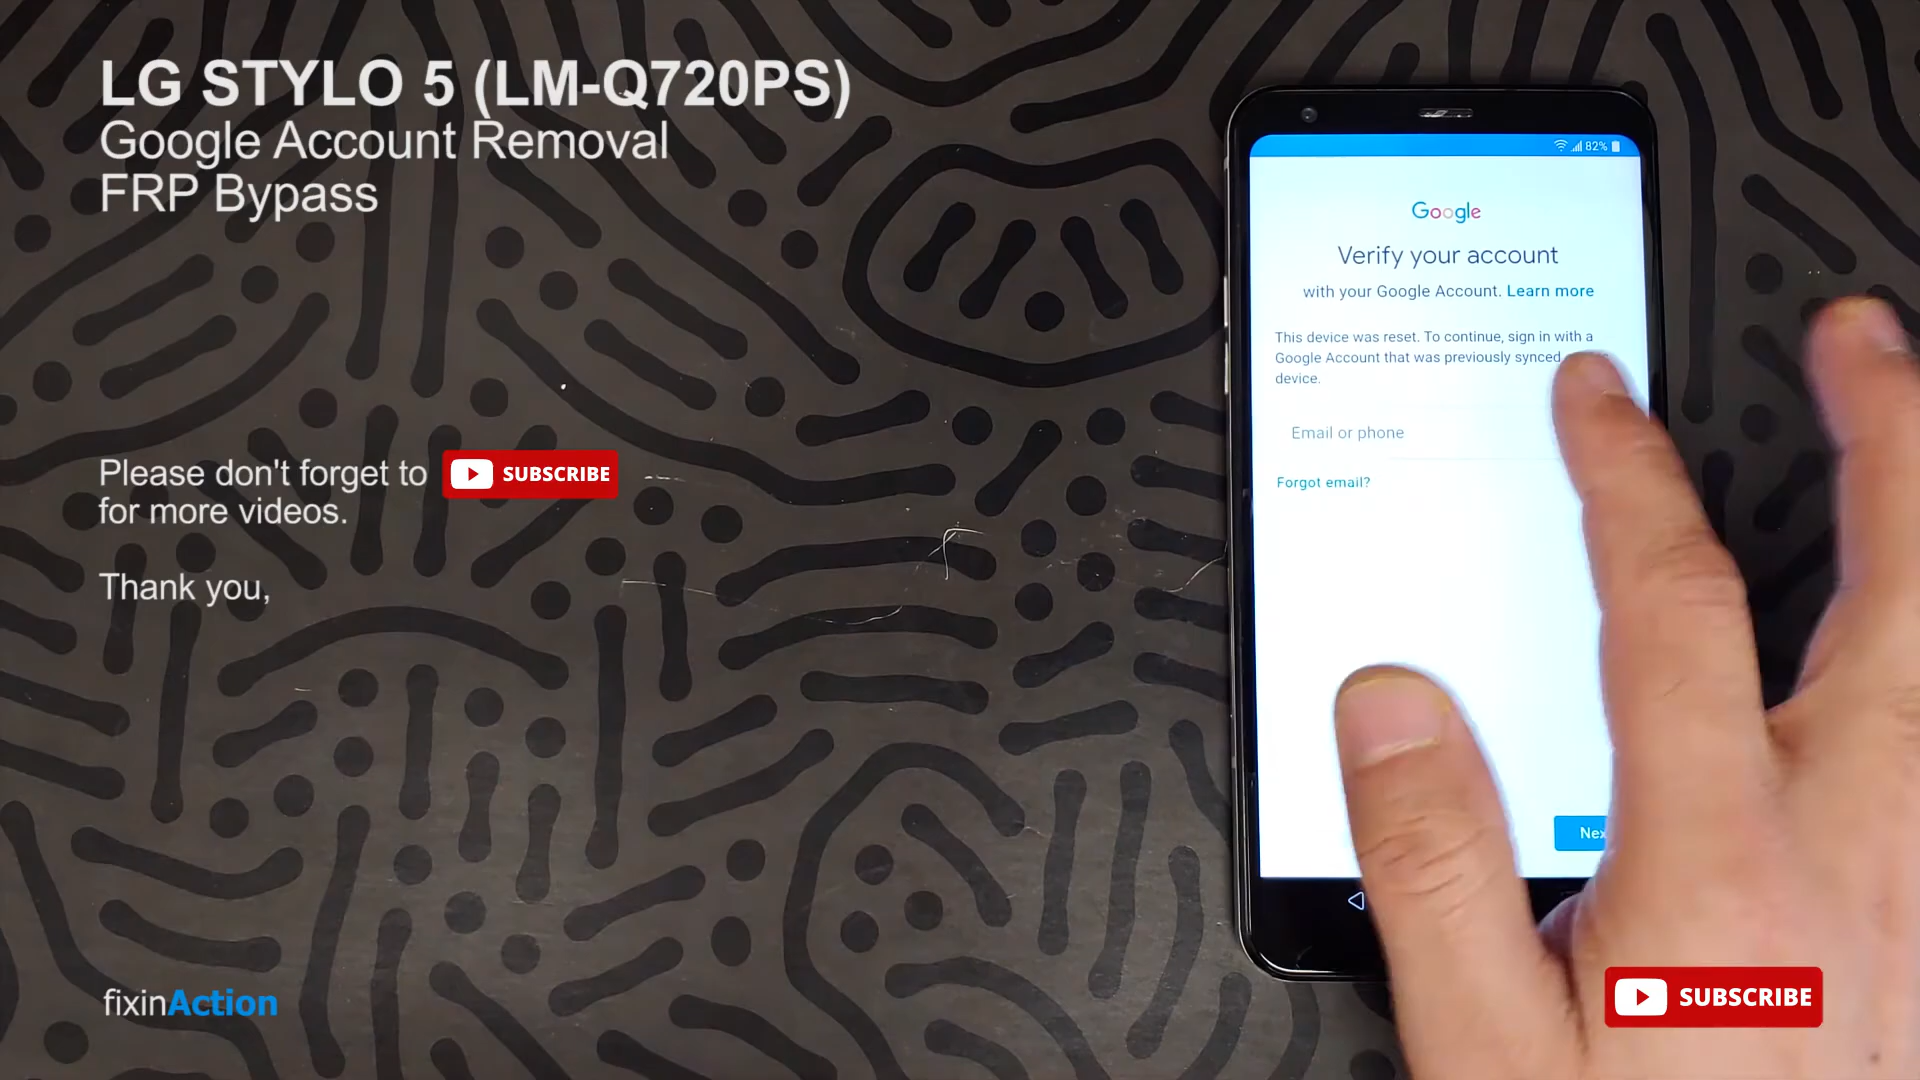 LG STYLO 5 (LM-Q720PS)
Google Account Removal
FRP Bypass
Please don't forget to SUBSCRIBE
for more videos.
Thank you,
fixinAction
82%
Google
Verify your account
with your Google Account. Learn more
This device was reset. To continue, sign in with a
Google Account that was previously synced
device.
Email or phone
Forgot email?
SUBSCRIBE